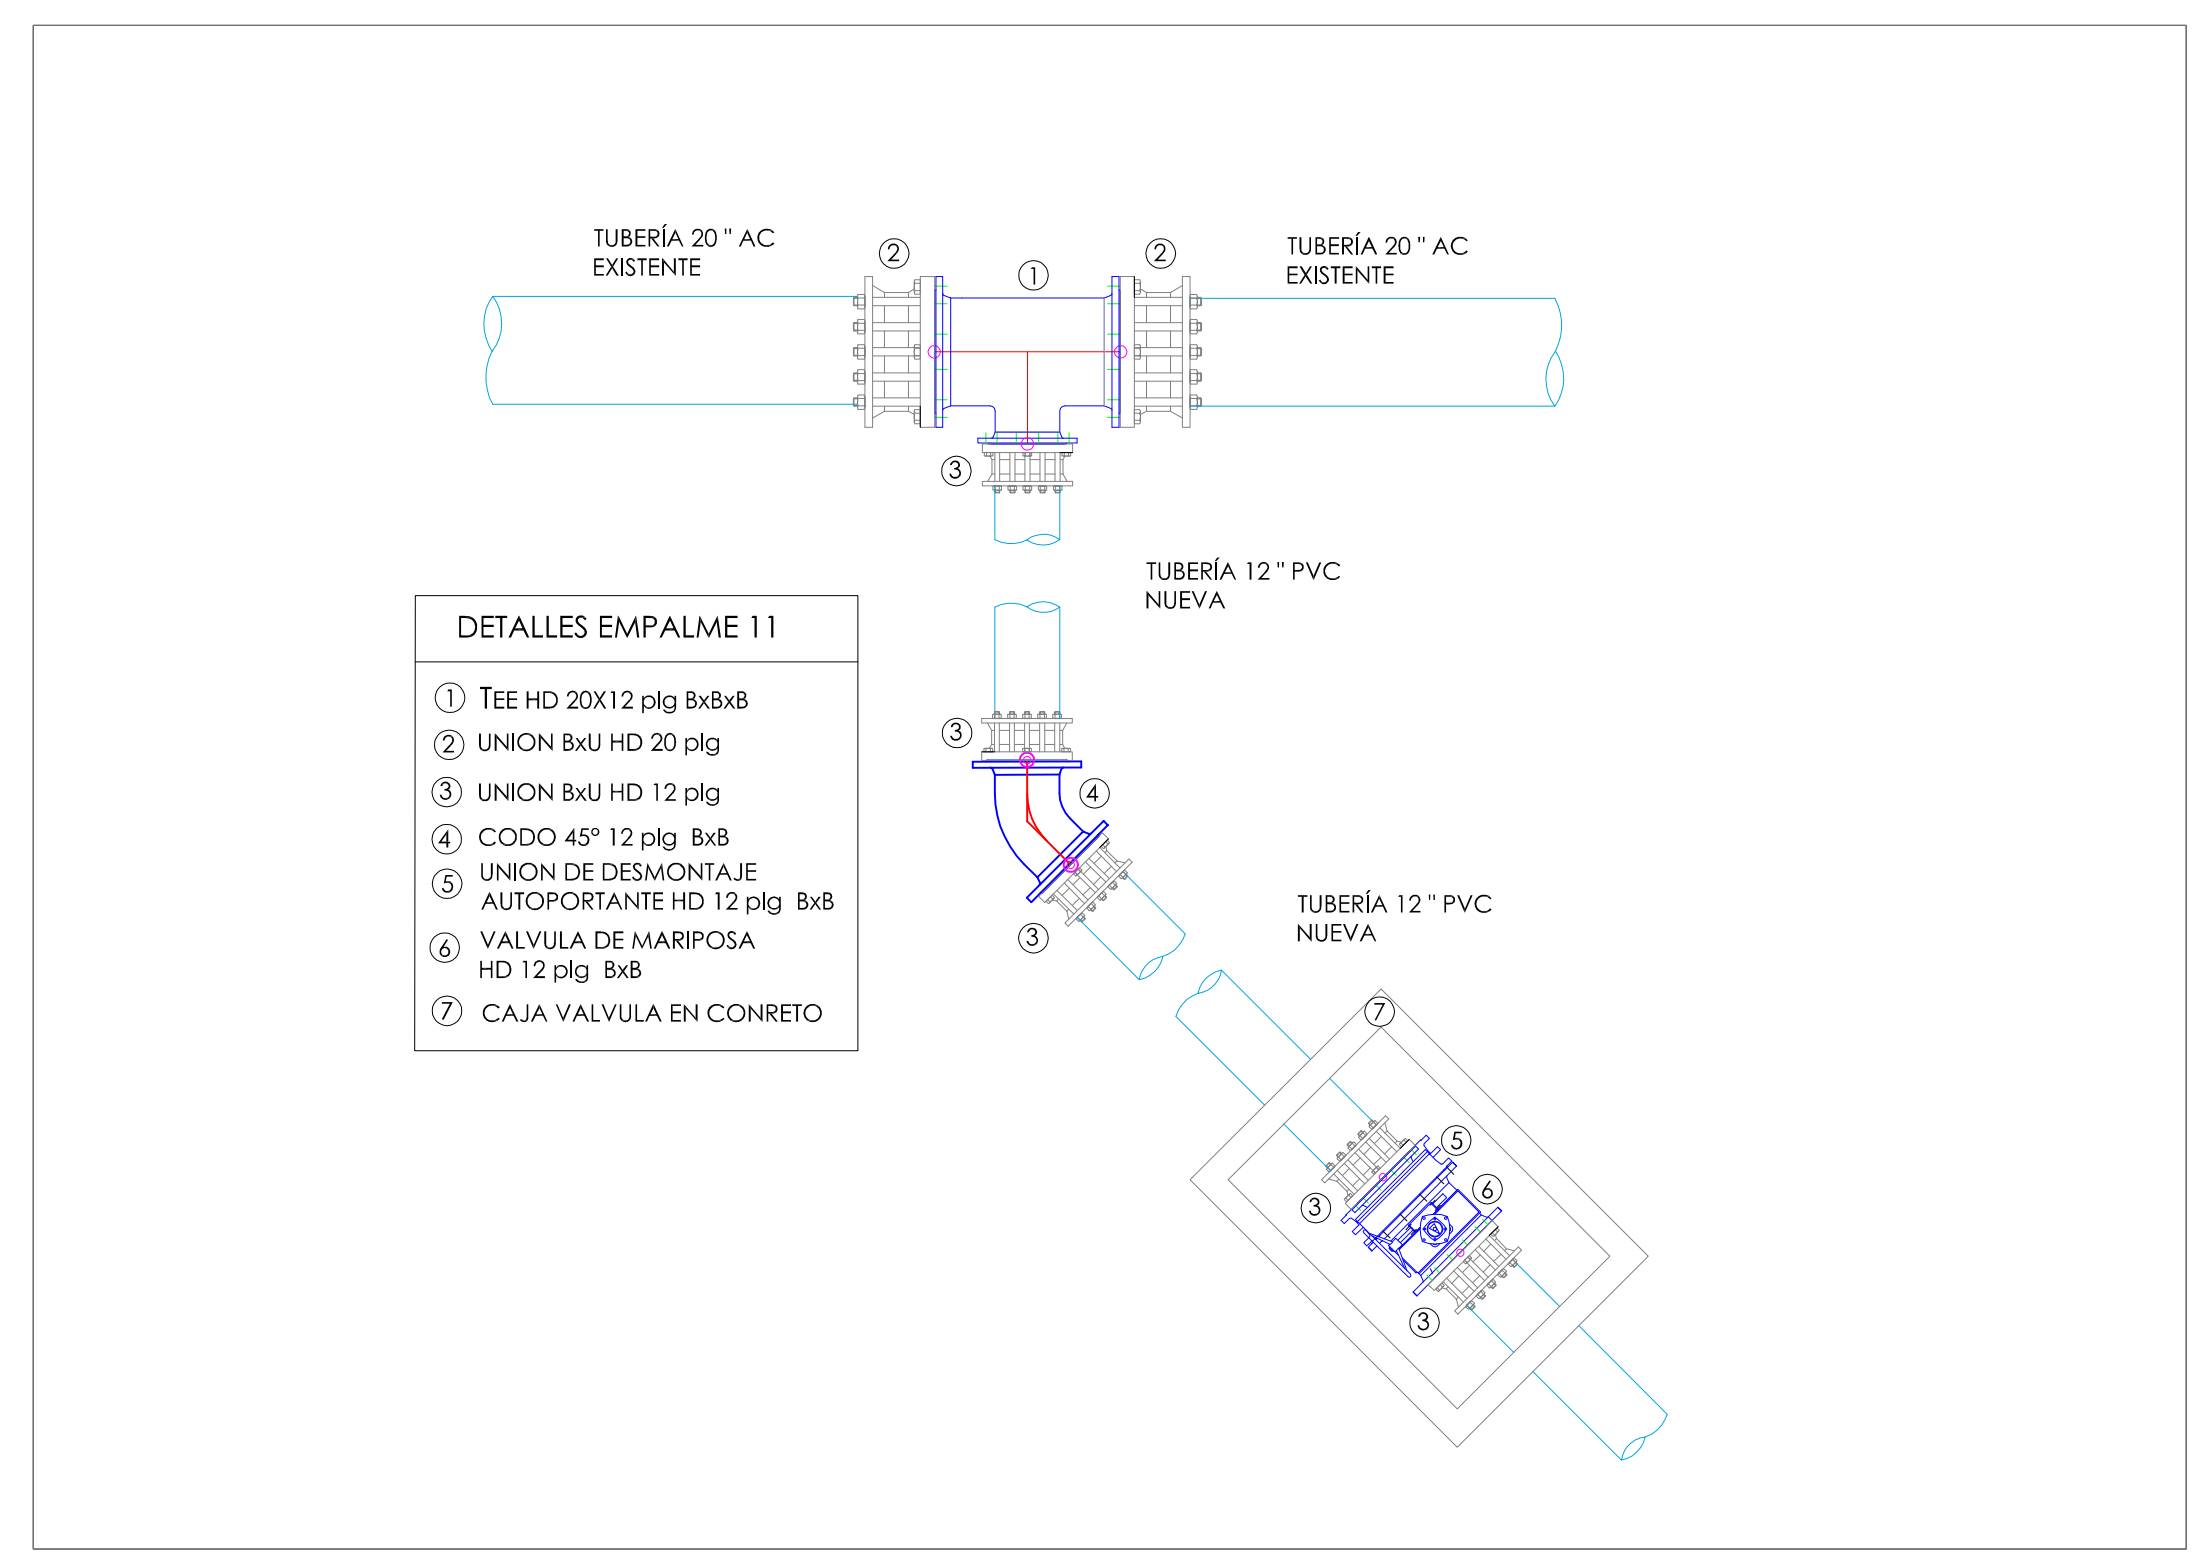 TUBERÍA 20 " AC
EXISTENTE
2
1
2
TUBERÍA 20 " AC
EXISTENTE
3
TUBERÍA 12 " PVC
NUEVA
DETALLES EMPALME 11
1 TEE HD 20X12 plg BxBxB
2 UNION BxU HD 20 plg
3 UNION BxU HD 12 plg
4 CODO 45° 12 plg BxB
5 UNION DE DESMONTAJE
AUTOPORTANTE HD 12 plg BxB
6 VALVULA DE MARIPOSA
HD 12 plg BxB
7 CAJA VALVULA EN CONRETO
3
4
3
TUBERÍA 12 " PVC
NUEVA
7
5
6
3
3